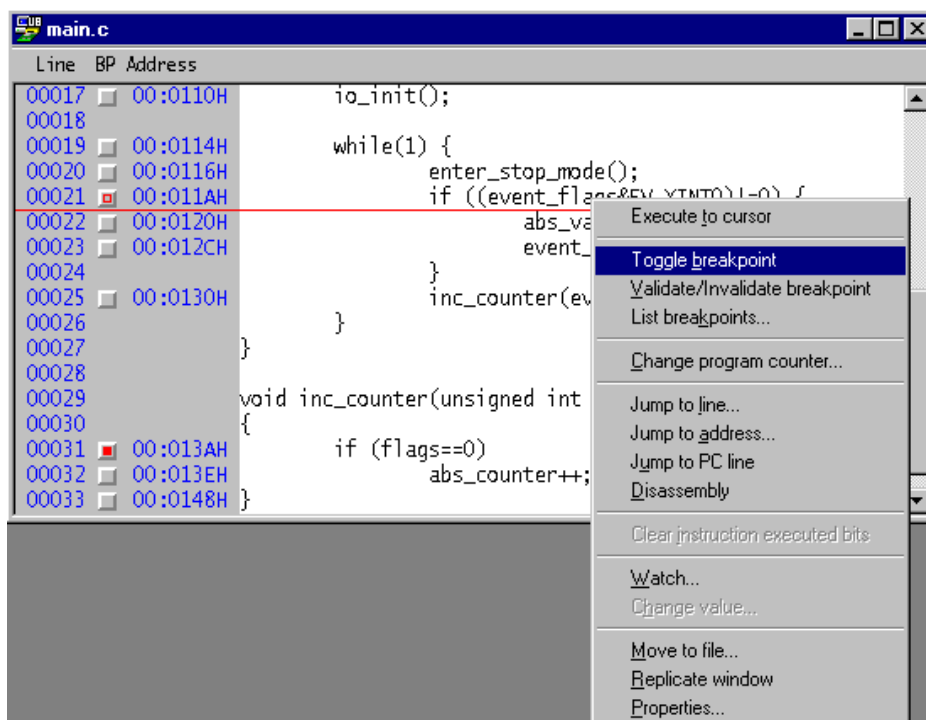 main.c
Line BP Address
00017 00:0110H io_init();
00018
00019 00:0114H while(1) {
00020 00:0116H enter_stop_mode();
00021 00:011AH if ((event_flags&EV_XINT0)!=0) {
00022 00:0120H abs_va
00023 00:012CH event_
00024 }
00025 00:0130H inc_counter(ev
00026 }
00027 }
00028
00029 void inc_counter(unsigned int
00030 {
00031 00:013AH if (flags==0)
00032 00:013EH abs_counter++;
00033 00:0148H }
Execute to cursor
Toggle breakpoint
Validate/Invalidate breakpoint
List breakpoints...
Change program counter...
Jump to line...
Jump to address...
Jump to PC line
Disassembly
Clear instruction executed bits
Watch...
Change value...
Move to file...
Replicate window
Properties...